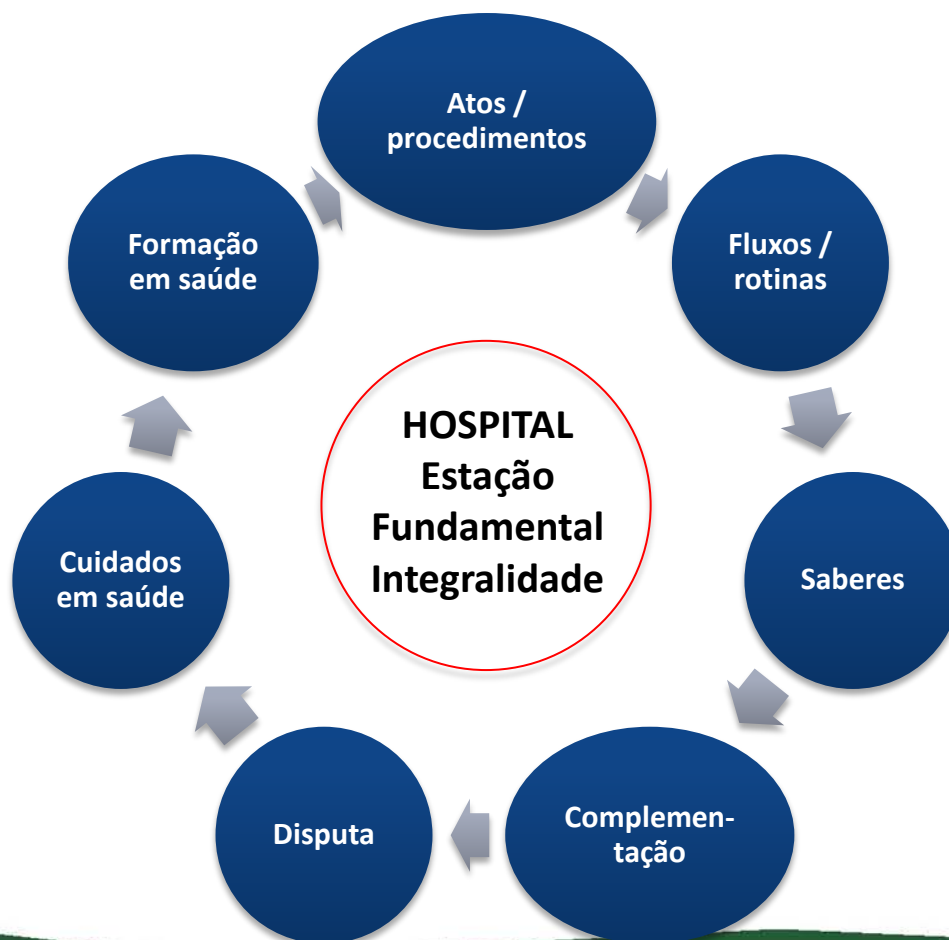 Atos /
procedimentos
Fluxos /
rotinas
Saberes
Complemen-
tação
Disputa
Cuidados
em saúde
Formação
em saúde
HOSPITAL
Estação
Fundamental
Integralidade